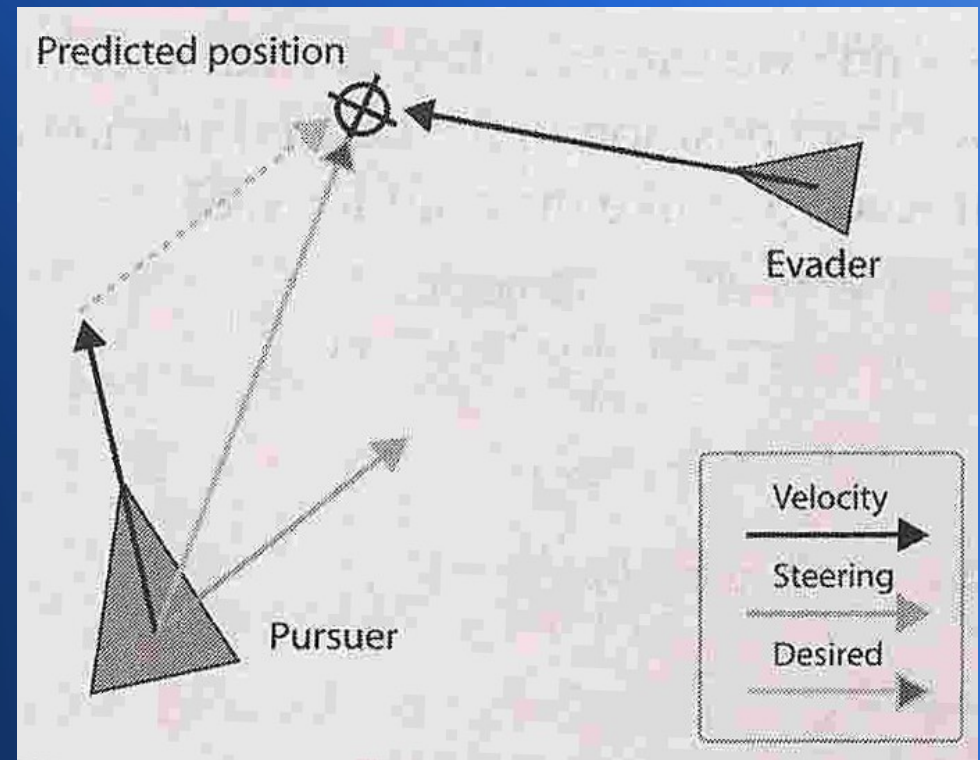 Predicted position
Evader
Pursuer
Velocity
Steering
Desired